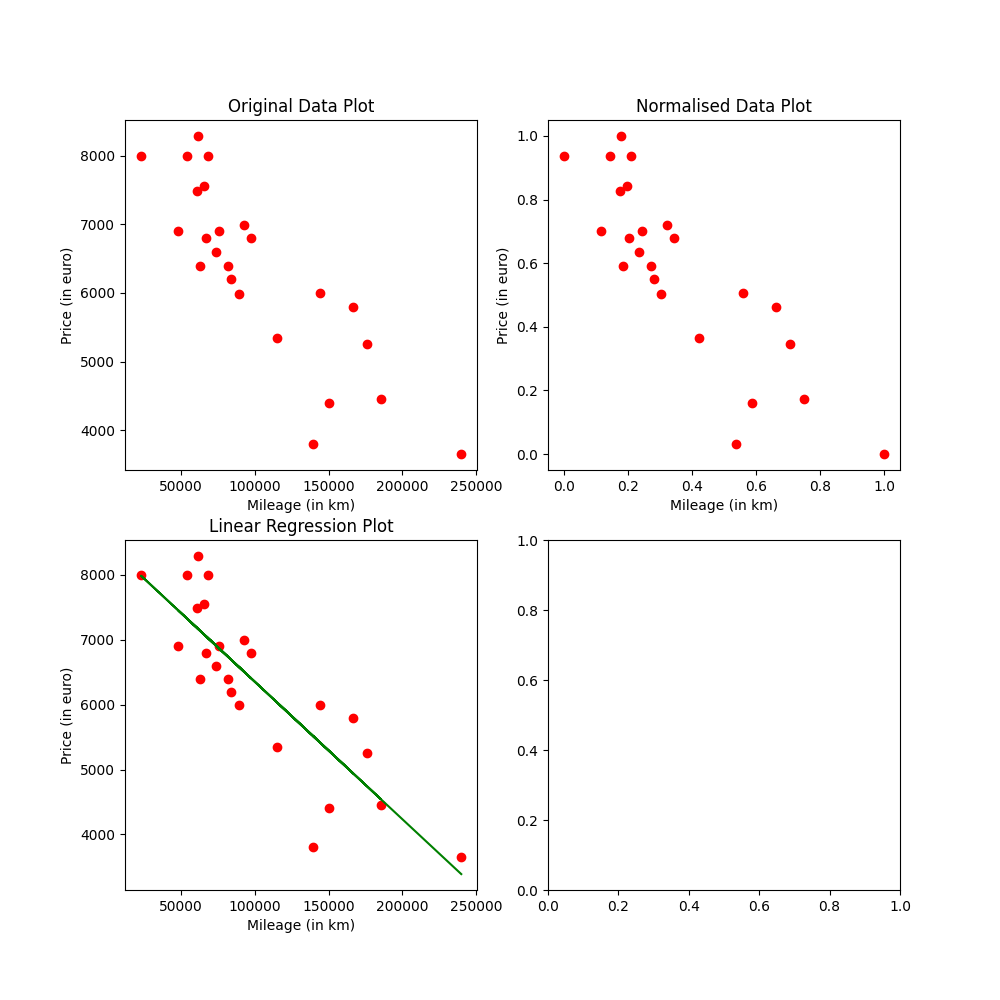 Original Data Plot
Price (in euro)
8000
7000
6000
5000
4000
50000 100000 150000 200000 250000
Mileage (in km)
Normalised Data Plot
Price (in euro)
1.0
0.8
0.6
0.4
0.2
0.0
0.0 0.2 0.4 0.6 0.8 1.0
Mileage (in km)
Linear Regression Plot
Price (in euro)
8000
7000
6000
5000
4000
50000 100000 150000 200000 250000
Mileage (in km)
1.0
0.8
0.6
0.4
0.2
0.0
0.0 0.2 0.4 0.6 0.8 1.0